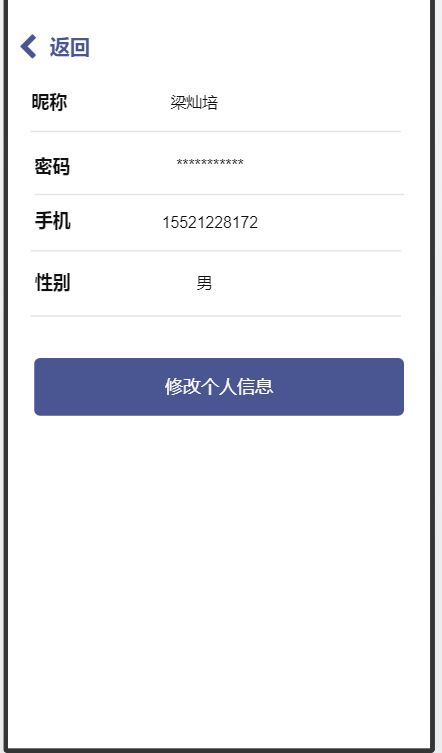 返回
昵称 梁灿培
密码 ***********
手机 15521228172
性别 男
修改个人信息